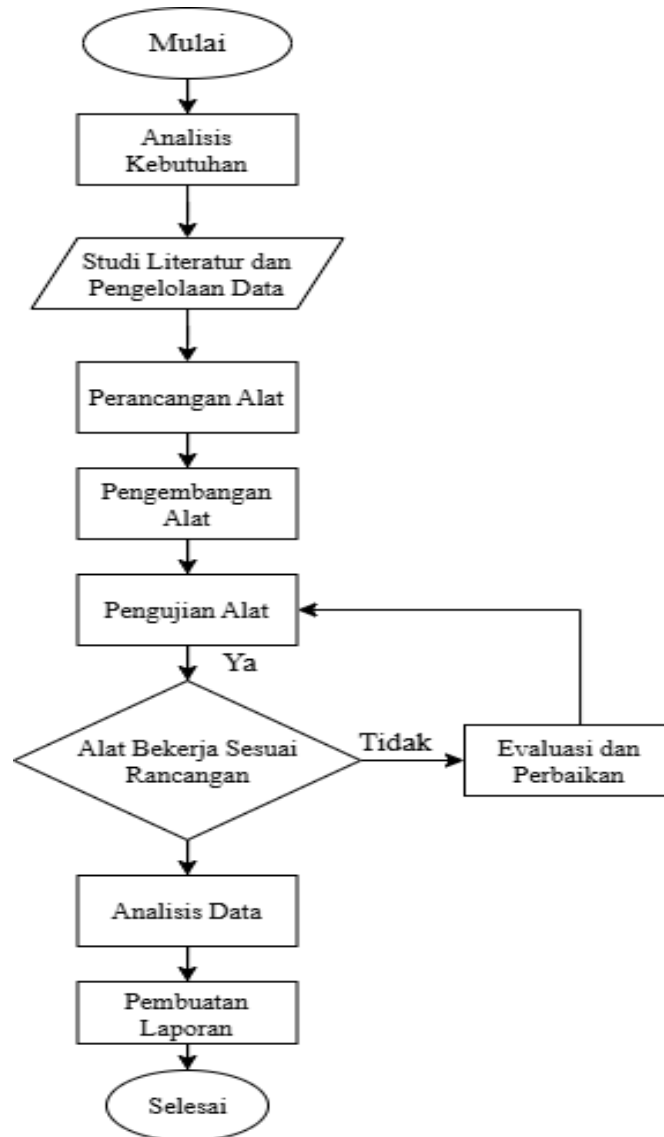 Mulai
Analisis
Kebutuhan
Studi Literatur dan
Pengelolaan Data
Perancangan Alat
Pengembangan
Alat
Pengujian Alat
Ya
Alat Bekerja Sesuai
Rancangan
Tidak
Evaluasi dan
Perbaikan
Analisis Data
Pembuatan
Laporan
Selesai